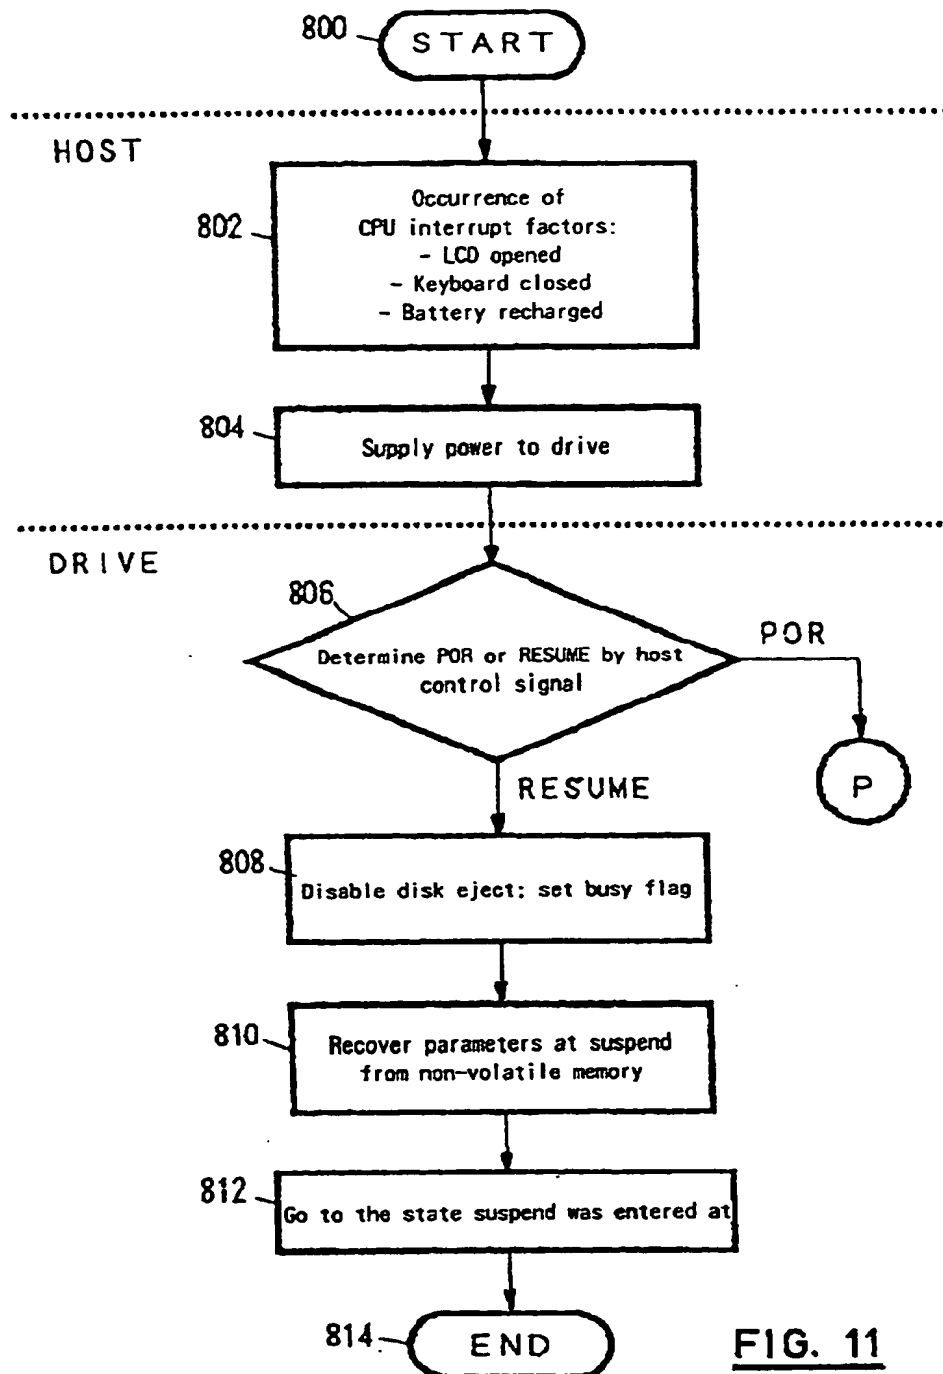 800
START
HOST
802
Occurrence of
CPU interrupt factors:
- LCD opened
- Keyboard closed
- Battery recharged
804
Supply power to drive
DRIVE
806
Determine POR or RESUME by host
control signal
POR
P
RESUME
808
Disable disk eject: set busy flag
810
Recover parameters at suspend
from non-volatile memory
812
Go to the state suspend was entered at
814
END
FIG. 11